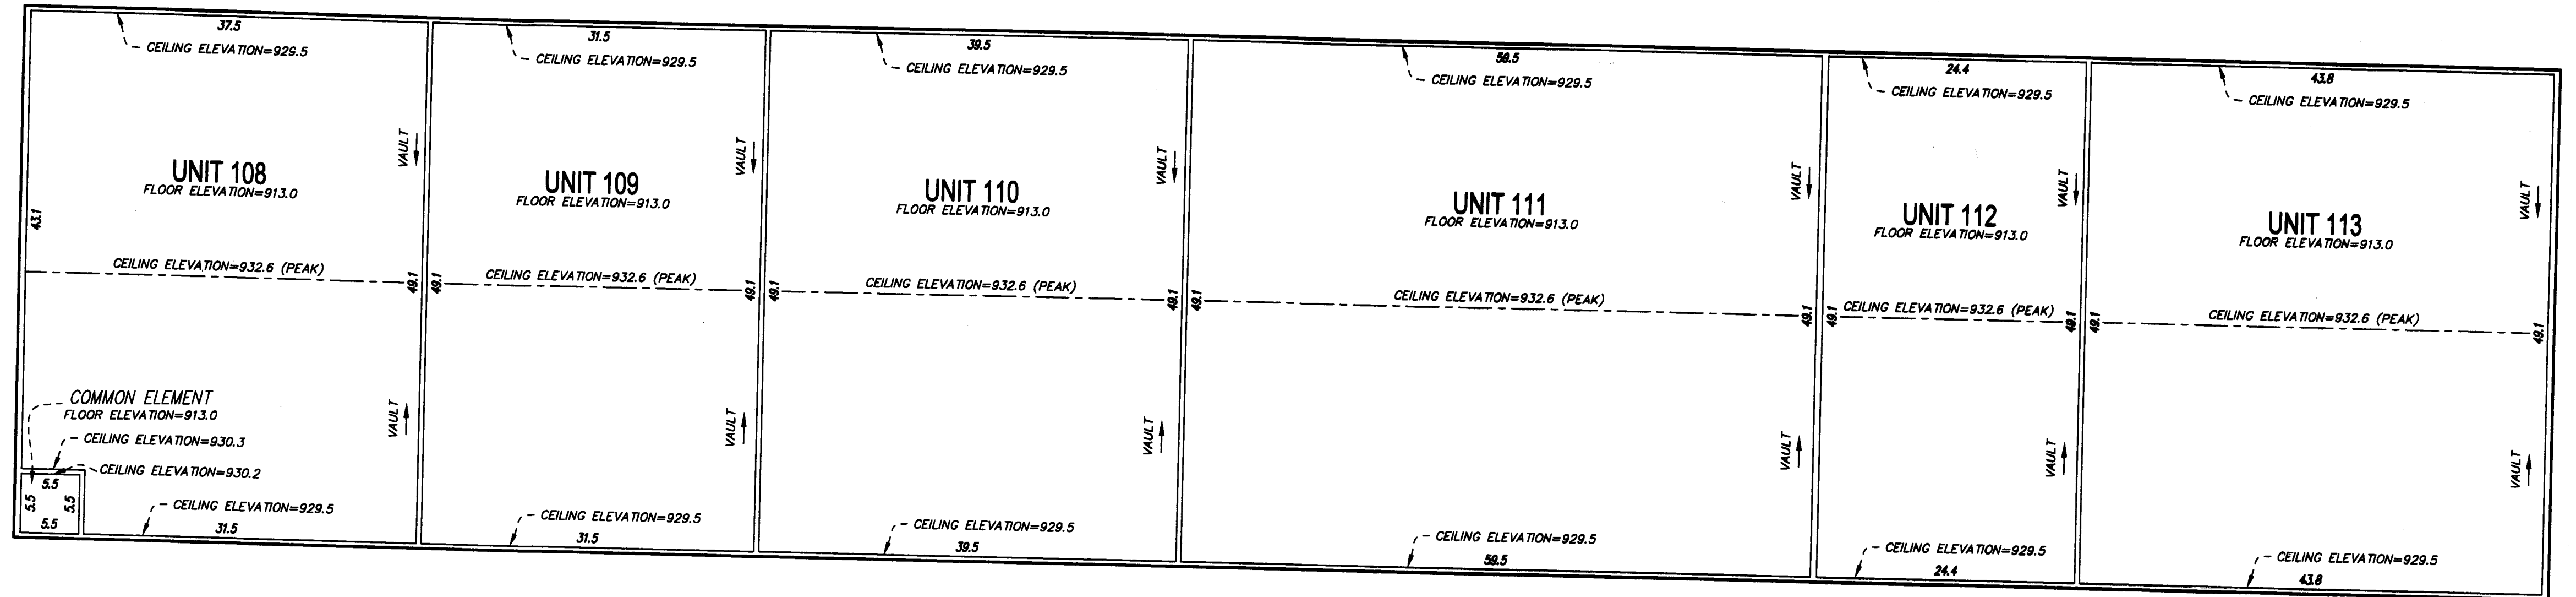 37.5
CEILING ELEVATION=929.5
UNIT 108
FLOOR ELEVATION=913.0
VAULT
43.1
CEILING ELEVATION=932.6 (PEAK)
49.1
COMMON ELEMENT
FLOOR ELEVATION=913.0
CEILING ELEVATION=930.3
CEILING ELEVATION=930.2
VAULT
5.5
5.5
5.5
5.5
CEILING ELEVATION=929.5
31.5
31.5
CEILING ELEVATION=929.5
VAULT
UNIT 109
FLOOR ELEVATION=913.0
49.1
CEILING ELEVATION=932.6 (PEAK)
49.1
VAULT
CEILING ELEVATION=929.5
31.5
39.5
CEILING ELEVATION=929.5
VAULT
UNIT 110
FLOOR ELEVATION=913.0
49.1
CEILING ELEVATION=932.6 (PEAK)
49.1
VAULT
CEILING ELEVATION=929.5
39.5
59.5
CEILING ELEVATION=929.5
VAULT
UNIT 111
FLOOR ELEVATION=913.0
49.1
CEILING ELEVATION=932.6 (PEAK)
49.1
VAULT
CEILING ELEVATION=929.5
59.5
24.4
CEILING ELEVATION=929.5
VAULT
UNIT 112
FLOOR ELEVATION=913.0
49.1
CEILING ELEVATION=932.6 (PEAK)
49.1
VAULT
CEILING ELEVATION=929.5
24.4
43.8
CEILING ELEVATION=929.5
VAULT
UNIT 113
FLOOR ELEVATION=913.0
49.1
CEILING ELEVATION=932.6 (PEAK)
49.1
VAULT
CEILING ELEVATION=929.5
43.8